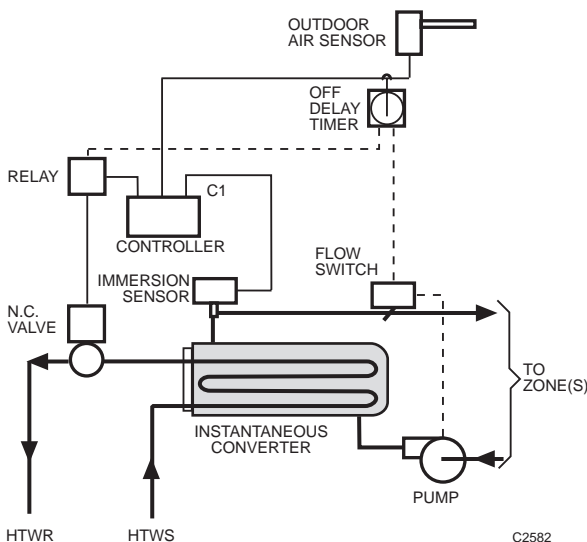 OUTDOOR
AIR SENSOR
OFF
DELAY
TIMER
RELAY
C1
CONTROLLER
IMMERSION
SENSOR
FLOW
SWITCH
N.C.
VALVE
TO
ZONE(S)
INSTANTANEOUS
CONVERTER
PUMP
HTWR
HTWS
C2582